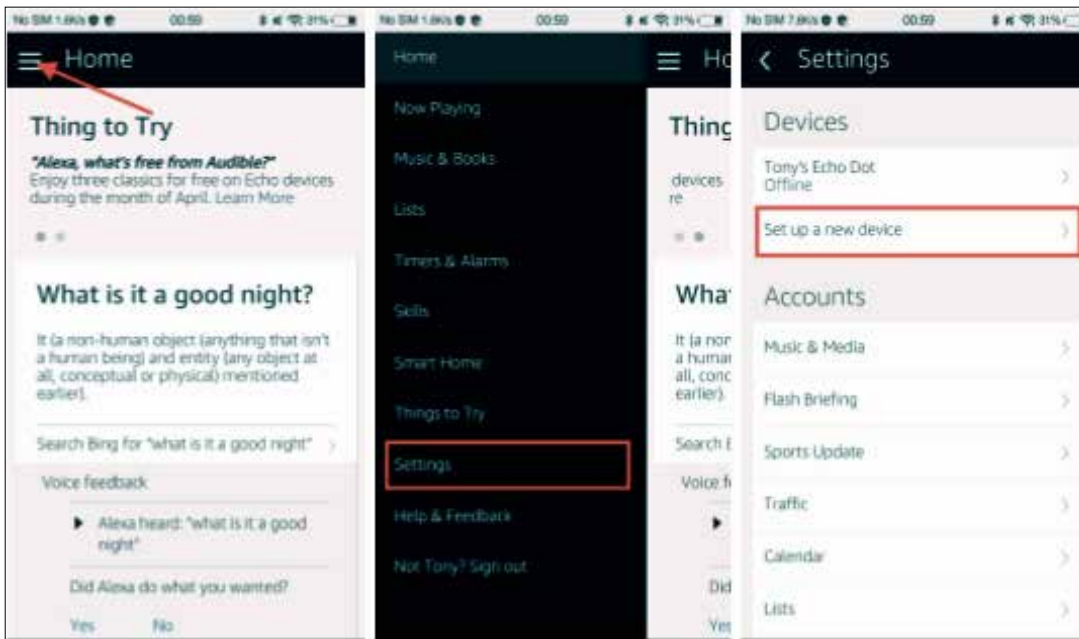 No SIM 1.6K/s
00:59
31%
Home
Thing to Try
"Alexa, what's free from Audible?"
Enjoy three classics for free on Echo devices
during the month of April. Learn More
What is it a good night?
It (a non-human object (anything that isn't
a human being) and entity (any object at
all, conceptual or physical) mentioned
earlier).
Search Bing for "what is it a good night"
Voice feedback
Alexa heard: "what is it a good
night"
Did Alexa do what you wanted?
Yes No
No SIM 1.6K/s
00:59
31%
Home
Now Playing
Music & Books
Lists
Timers & Alarms
Skills
Smart Home
Things to Try
Settings
Help & Feedback
Not Tony? Sign out
Ho
Thing
devices
re
What
It (a nor
a humar
all, conc
earlier).
Search B
Voice fe
Did
Yes
No SIM 7.8K/s
00:59
31%
Settings
Devices
Tony's Echo Dot
Offline
Set up a new device
Accounts
Music & Media
Flash Briefing
Sports Update
Traffic
Calendar
Lists